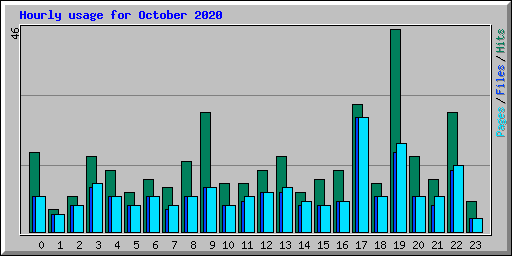 Hourly usage for October 2020
46
Pages/Files/Hits
0 1 2 3 4 5 6 7 8 9 10 11 12 13 14 15 16 17 18 19 20 21 22 23